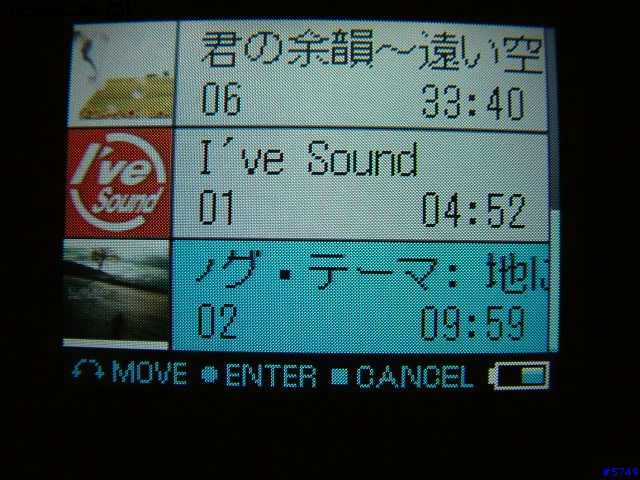 君の余韻〜遠い空
06 33:40
I've Sound
I've Sound
01 04:52
ノグ・テーマ: 地に
02 09:59
MOVE ENTER CANCEL
#5749